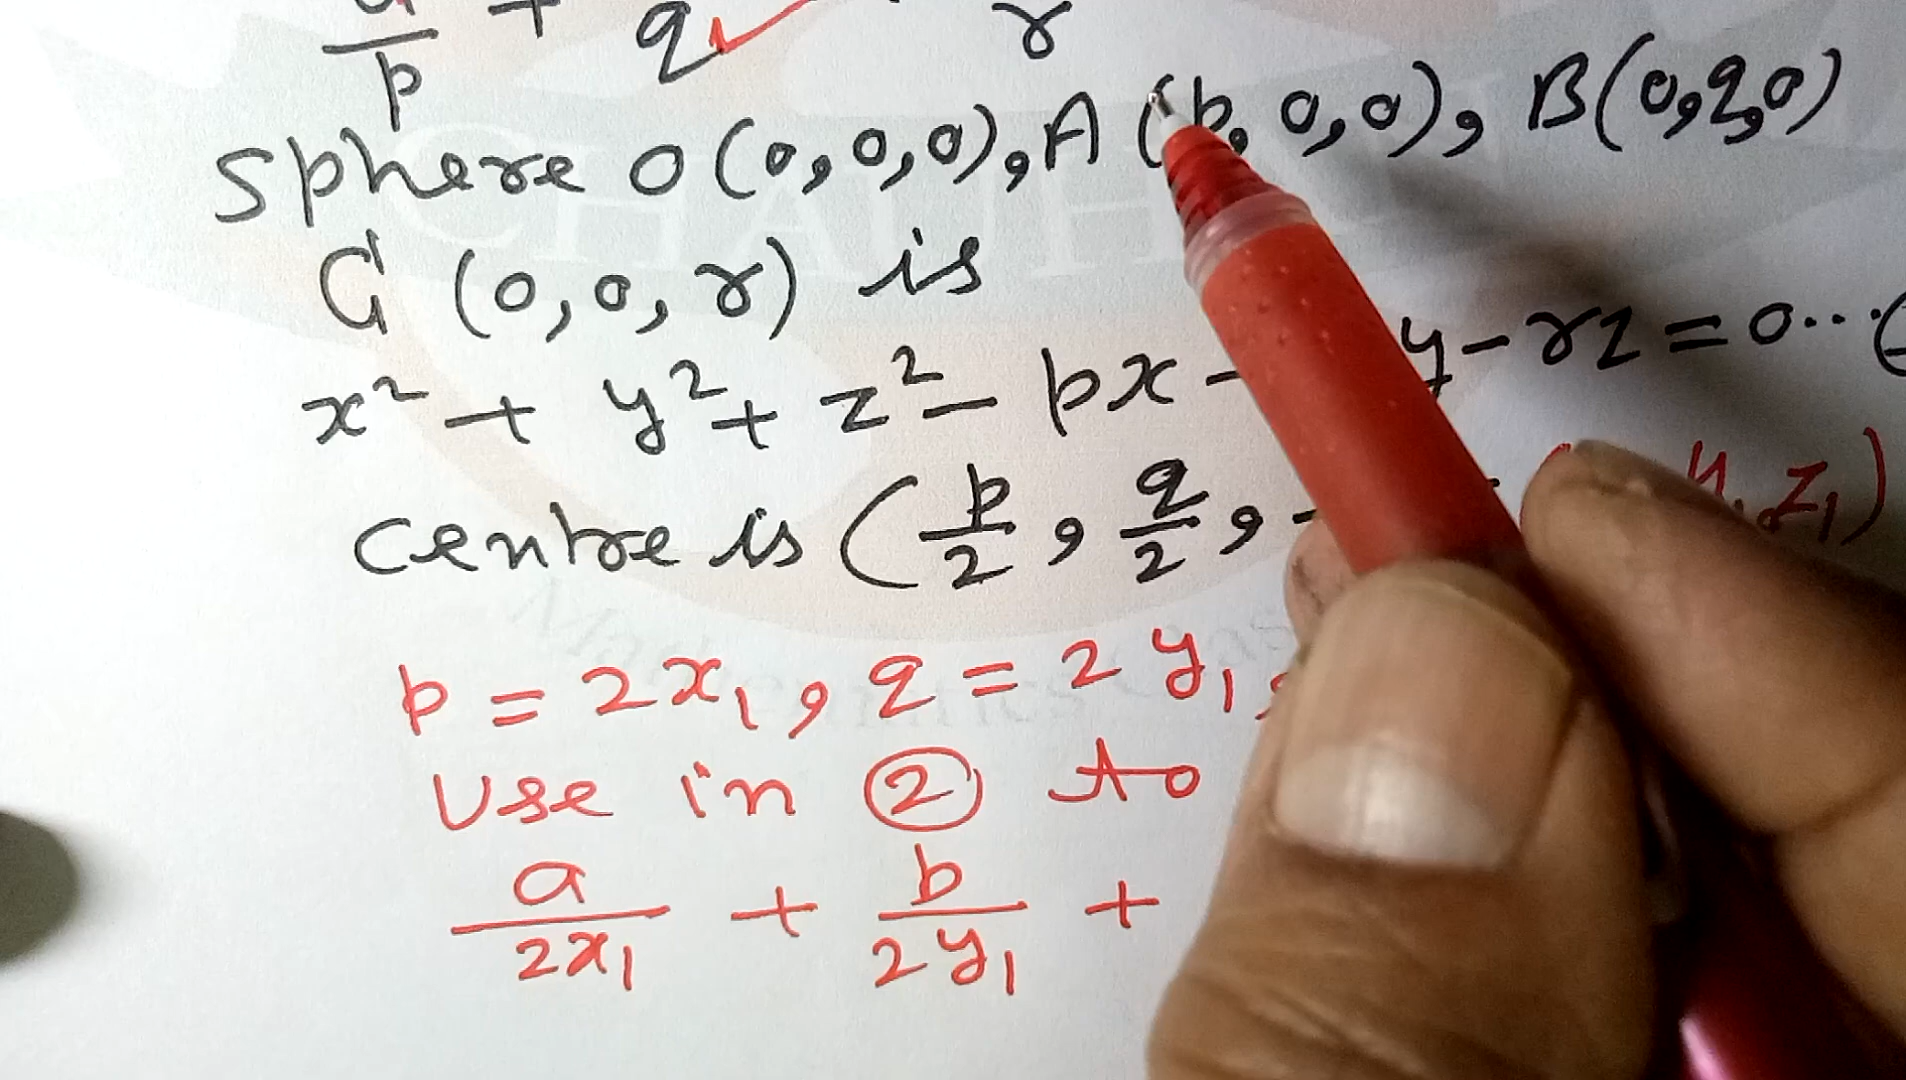 a/p + q r
sphere O (0,0,0), A (p, 0,0), B(0,q,0)
C (0,0,r) is
x² + y² + z² - px - y - rz = 0...
centre is (p/2, q/2, y, z₁)
p = 2x₁, q = 2y₁,
Use in ② to
a/2x₁ + b/2y₁ +